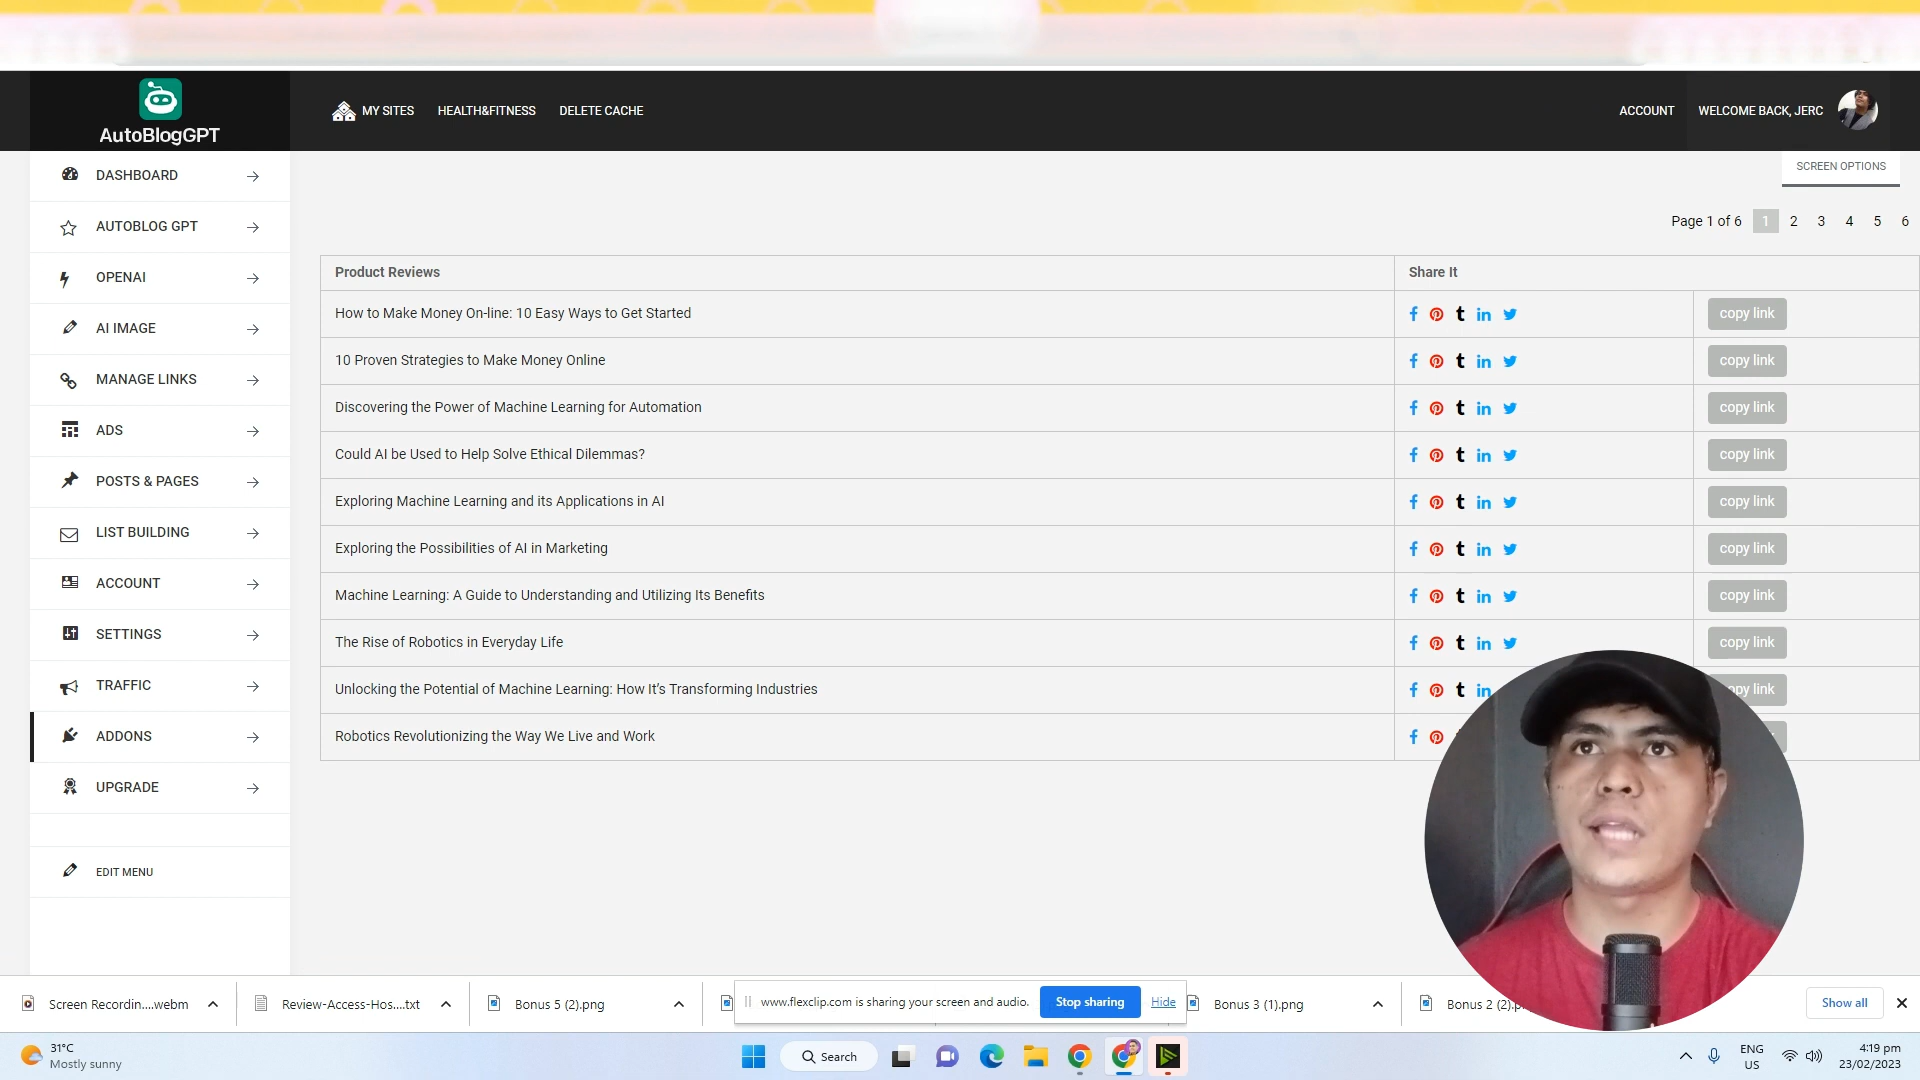 AutoBlogGPT
MY SITES
HEALTH&FITNESS
DELETE CACHE
ACCOUNT
WELCOME BACK, JERC
DASHBOARD
AUTOBLOG GPT
OPENAI
AI IMAGE
MANAGE LINKS
ADS
POSTS & PAGES
LIST BUILDING
ACCOUNT
SETTINGS
TRAFFIC
ADDONS
UPGRADE
EDIT MENU
SCREEN OPTIONS
Page 1 of 6 1 2 3 4 5 6
Product Reviews Share It
How to Make Money On-line: 10 Easy Ways to Get Started copy link
10 Proven Strategies to Make Money Online copy link
Discovering the Power of Machine Learning for Automation copy link
Could AI be Used to Help Solve Ethical Dilemmas? copy link
Exploring Machine Learning and its Applications in AI copy link
Exploring the Possibilities of AI in Marketing copy link
Machine Learning: A Guide to Understanding and Utilizing Its Benefits copy link
The Rise of Robotics in Everyday Life copy link
Unlocking the Potential of Machine Learning: How It's Transforming Industries link
Robotics Revolutionizing the Way We Live and Work
Screen Recordin....webm
Review-Access-Hos....txt
Bonus 5 (2).png
www.flexclip.com is sharing your screen and audio.
Stop sharing
Hide
Bonus 3 (1).png
Bonus 2 (2)
Show all
31°C
Mostly sunny
Search
ENG
US
4:19 pm
23/02/2023